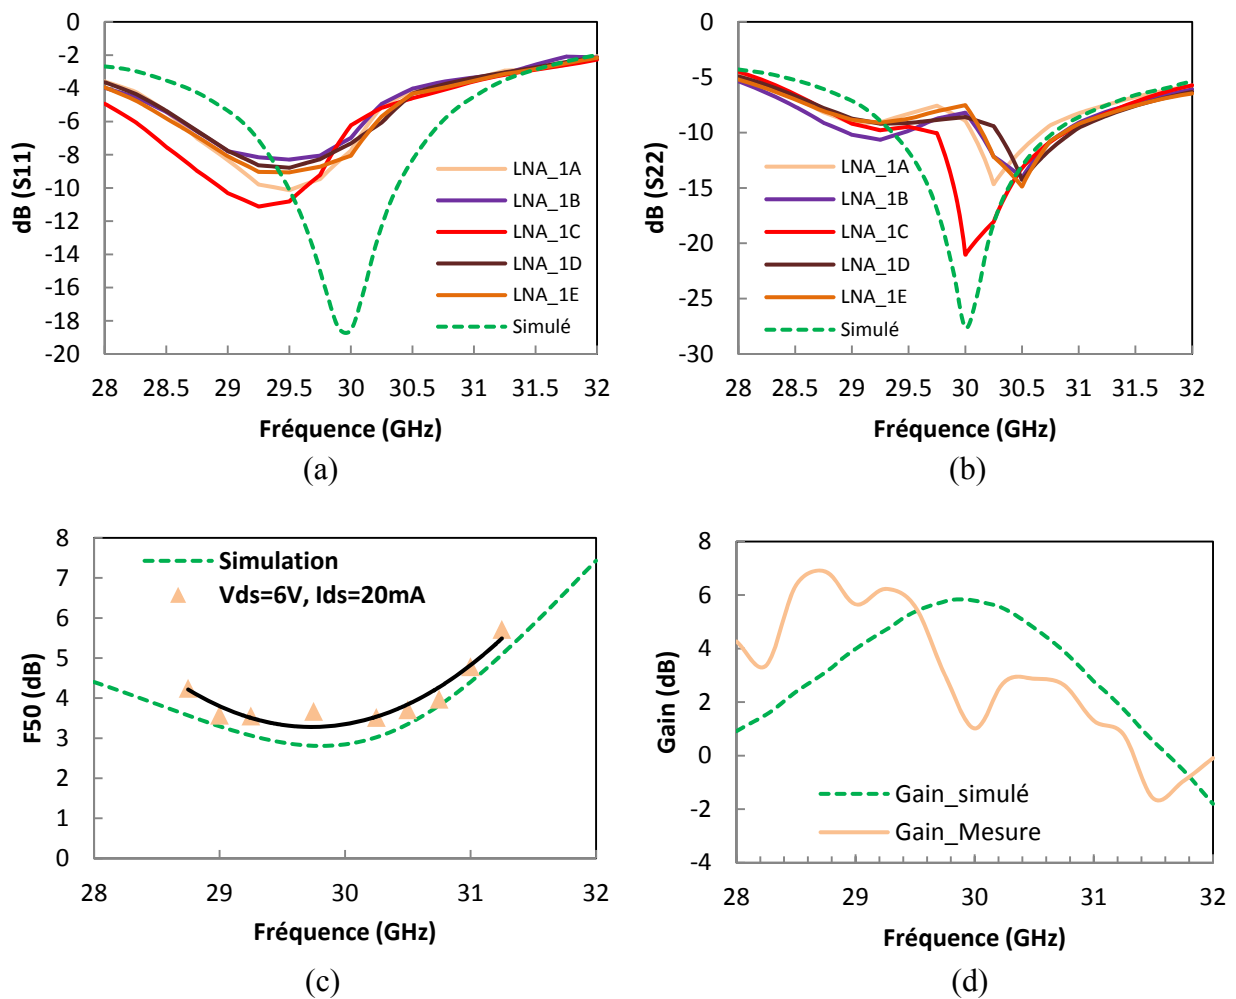 0
-2
-4
-6
-8
-10
-12
-14
-16
-18
-20
28 28.5 29 29.5 30 30.5 31 31.5 32
dB (S11)
Fréquence (GHz)
LNA_1A
LNA_1B
LNA_1C
LNA_1D
LNA_1E
Simulé
(a)
0
-5
-10
-15
-20
-25
-30
28 28.5 29 29.5 30 30.5 31 31.5 32
dB (S22)
Fréquence (GHz)
LNA_1A
LNA_1B
LNA_1C
LNA_1D
LNA_1E
Simulé
(b)
8
7
6
5
4
3
2
1
0
28 29 30 31 32
F50 (dB)
Fréquence (GHz)
Simulation
Vds=6V, Ids=20mA
(c)
8
6
4
2
0
-2
-4
28 29 30 31 32
Gain (dB)
Fréquence (GHz)
Gain_simulé
Gain_Mesure
(d)